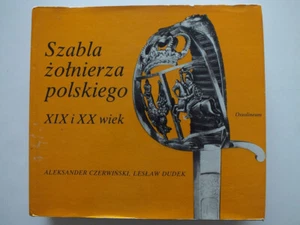 Szabla
żołnierza
polskiego
XIX i XX wiek
Ossolineum
ALEKSANDER CZERWIŃSKI, LESŁAW DUDEK